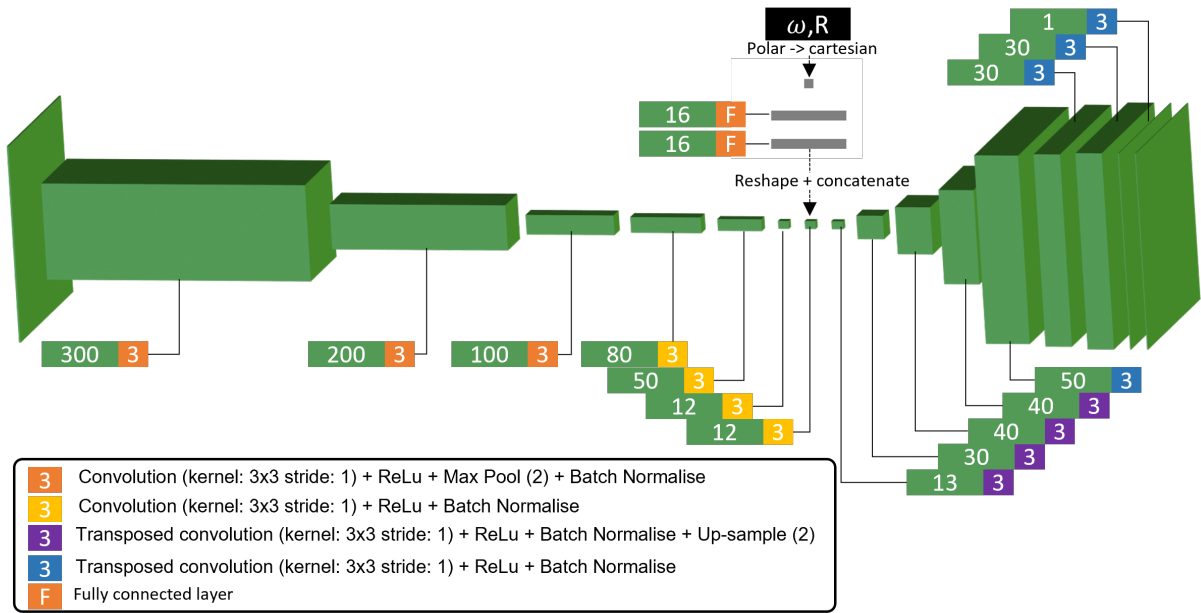 ω,R
Polar -> cartesian
1 3
30 3
30 3
16 F
16 F
Reshape + concatenate
300 3
200 3
100 3
80 3
50 3
12 3
12 3
50 3
40 3
40 3
30 3
13 3
3 Convolution (kernel: 3x3 stride: 1) + ReLu + Max Pool (2) + Batch Normalise
3 Convolution (kernel: 3x3 stride: 1) + ReLu + Batch Normalise
3 Transposed convolution (kernel: 3x3 stride: 1) + ReLu + Batch Normalise + Up-sample (2)
3 Transposed convolution (kernel: 3x3 stride: 1) + ReLu + Batch Normalise
F Fully connected layer